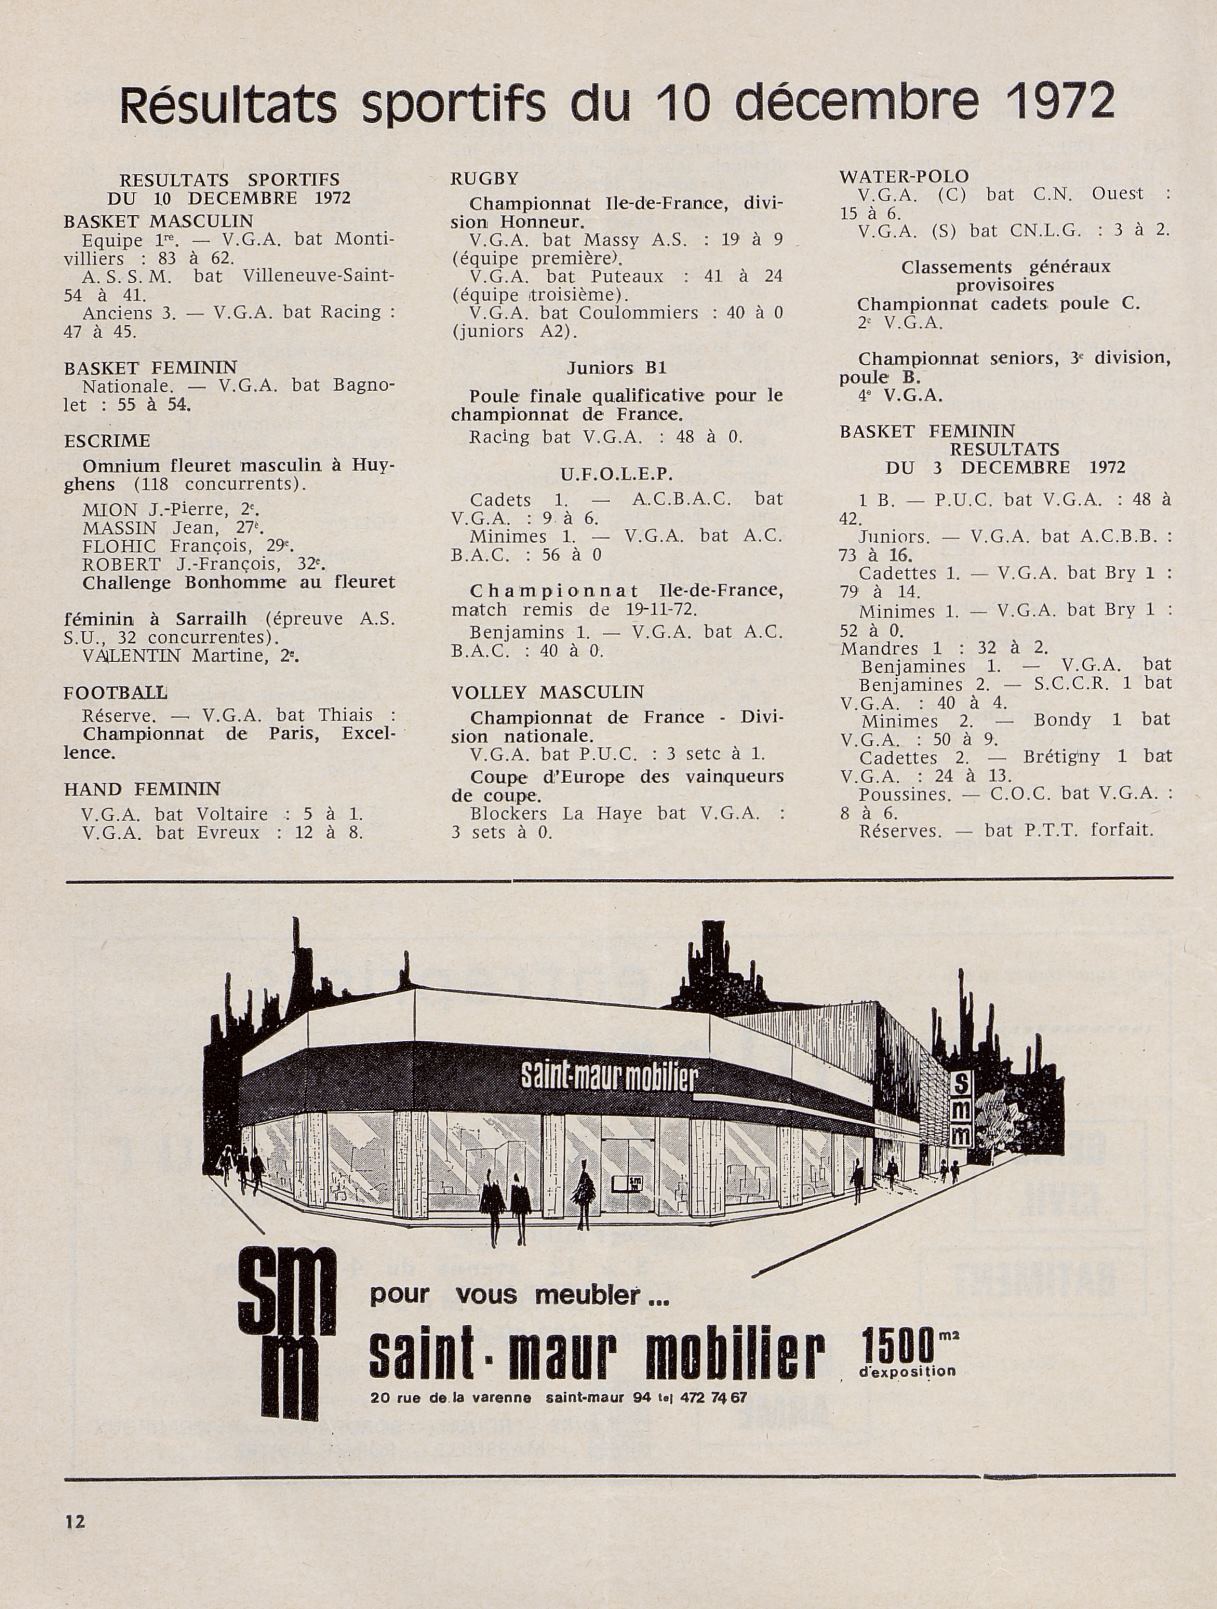 Résultats sportifs du 10 décembre 1972
RESULTATS SPORTIFS
DU 10 DECEMBRE 1972
BASKET MASCULIN
Equipe 1re. — V.G.A. bat Monti-
villiers : 83 à 62.
A.S.S.M. bat Villeneuve-Saint-
54 à 41.
Anciens 3. — V.G.A. bat Racing :
47 à 45.
BASKET FEMININ
Nationale. — V.G.A. bat Bagno-
let : 55 à 54.
ESCRIME
Omnium fleuret masculin à Huy-
ghens (118 concurrents).
MION J.-Pierre, 2e.
MASSIN Jean, 27e.
FLOHIC François, 29e.
ROBERT J.-François, 32e.
Challenge Bonhomme au fleuret
féminin à Sarrailh (épreuve A.S.
S.U., 32 concurrentes).
VALENTIN Martine, 2e.
FOOTBALL
Réserve. — V.G.A. bat Thiais :
Championnat de Paris, Excel-
lence.
HAND FEMININ
V.G.A. bat Voltaire : 5 à 1.
V.G.A. bat Evreux : 12 à 8.
RUGBY
Championnat Ile-de-France, divi-
sion Honneur.
V.G.A. bat Massy A.S. : 19 à 9
(équipe première).
V.G.A. bat Puteaux : 41 à 24
(équipe troisième).
V.G.A. bat Coulommiers : 40 à 0
(juniors A2).
Juniors B1
Poule finale qualificative pour le
championnat de France.
Racing bat V.G.A. : 48 à 0.
U.F.O.L.E.P.
Cadets 1. — A.C.B.A.C. bat
V.G.A. : 9 à 6.
Minimes 1. — V.G.A. bat A.C.
B.A.C. : 56 à 0
Championnat Ile-de-France,
match remis de 19-11-72.
Benjamins 1. — V.G.A. bat A.C.
B.A.C. : 40 à 0.
VOLLEY MASCULIN
Championnat de France - Divi-
sion nationale.
V.G.A. bat P.U.C. : 3 setc à 1.
Coupe d'Europe des vainqueurs
de coupe.
Blockers La Haye bat V.G.A. :
3 sets à 0.
WATER-POLO
V.G.A. (C) bat C.N. Ouest :
15 à 6.
V.G.A. (S) bat CN.L.G. : 3 à 2.
Classements généraux
provisoires
Championnat cadets poule C.
2e V.G.A.
Championnat seniors, 3e division,
poule B.
4e V.G.A.
BASKET FEMININ
RESULTATS
DU 3 DECEMBRE 1972
1 B. — P.U.C. bat V.G.A. : 48 à
42.
Juniors. — V.G.A. bat A.C.B.B. :
73 à 16.
Cadettes 1. — V.G.A. bat Bry 1 :
79 à 14.
Minimes 1. — V.G.A. bat Bry 1 :
52 à 0.
Mandres 1 : 32 à 2.
Benjamines 1. — V.G.A. bat
Benjamines 2. — S.C.C.R. 1 bat
V.G.A. : 40 à 4.
Minimes 2. — Bondy 1 bat
V.G.A. : 50 à 9.
Cadettes 2. — Brétigny 1 bat
V.G.A. : 24 à 13.
Poussines. — C.O.C. bat V.G.A. :
8 à 6.
Réserves. — bat P.T.T. forfait.
saint-maur mobilier
s
m
m
sm
m
sm
m
pour vous meubler...
saint-maur mobilier 1500 m2
d'exposition
20 rue de la varenne saint-maur 94 tel 472 74 67
12